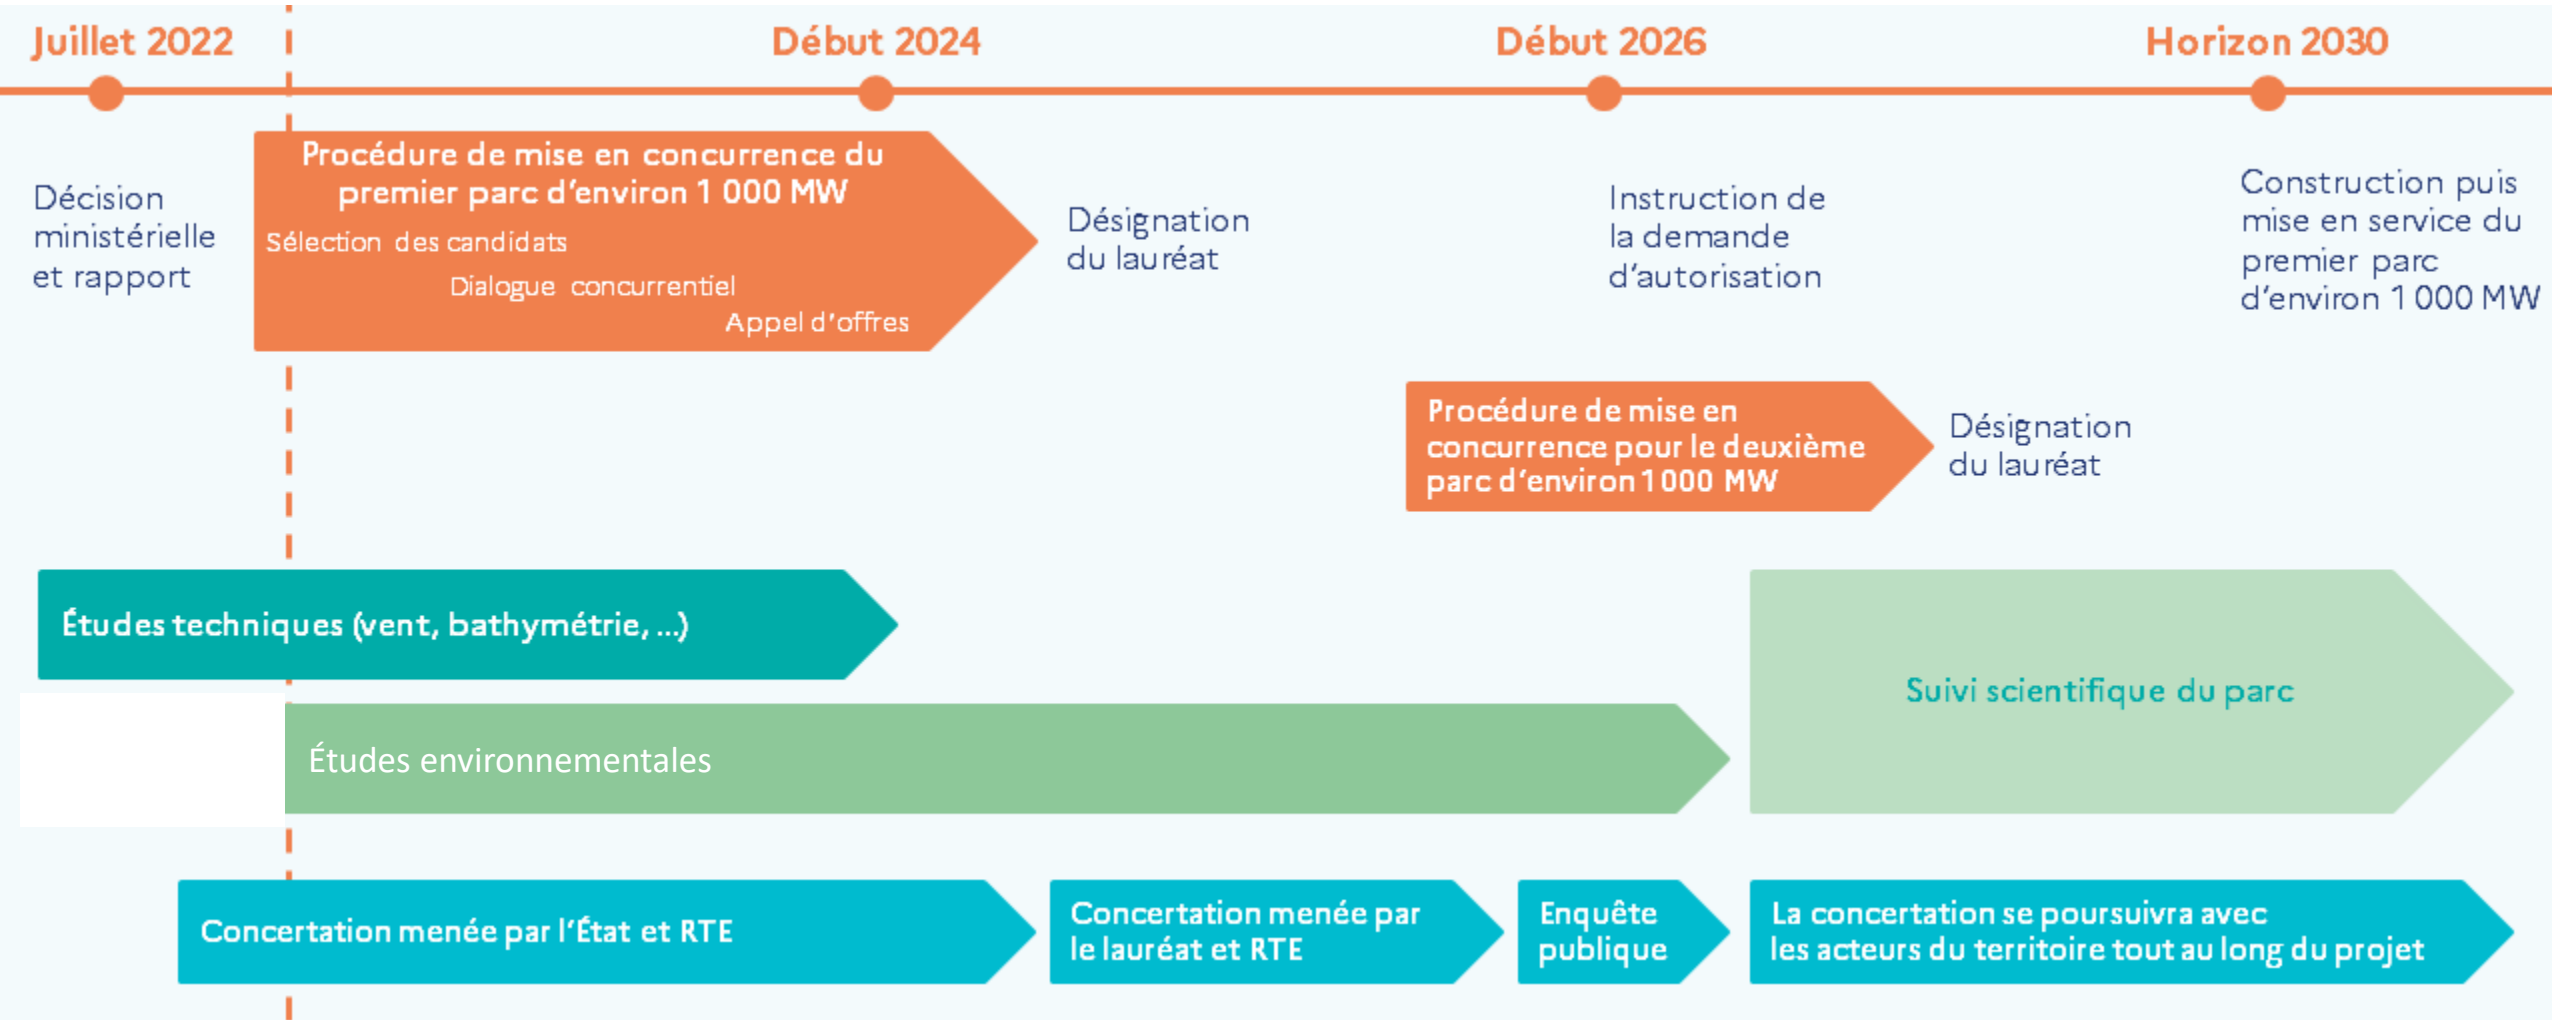 Juillet 2022
Début 2024
Début 2026
Horizon 2030
Décision
ministérielle
et rapport
Procédure de mise en concurrence du
premier parc d'environ 1 000 MW
Sélection des candidats
Dialogue concurrentiel
Appel d'offres
Désignation
du lauréat
Instruction de
la demande
d'autorisation
Construction puis
mise en service du
premier parc
d'environ 1 000 MW
Procédure de mise en
concurrence pour le deuxième
parc d'environ 1 000 MW
Désignation
du lauréat
Études techniques (vent, bathymétrie, ...)
Suivi scientifique du parc
Études environnementales
Concertation menée par l'État et RTE
Concertation menée par
le lauréat et RTE
Enquête
publique
La concertation se poursuivra avec
les acteurs du territoire tout au long du projet